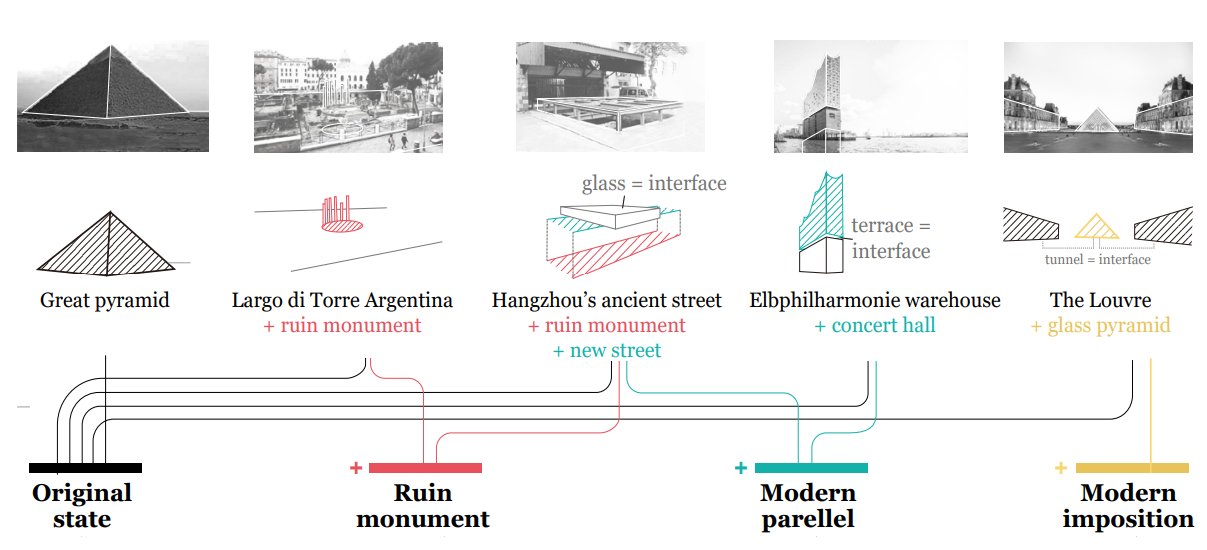 glass = interface
terrace =
interface
tunnel = interface
Great pyramid
Largo di Torre Argentina
+ ruin monument
Hangzhou's ancient street
+ ruin monument
+ new street
Elbphilharmonie warehouse
+ concert hall
The Louvre
+ glass pyramid
Original
state
+
Ruin
monument
+
Modern
parellel
+
Modern
imposition